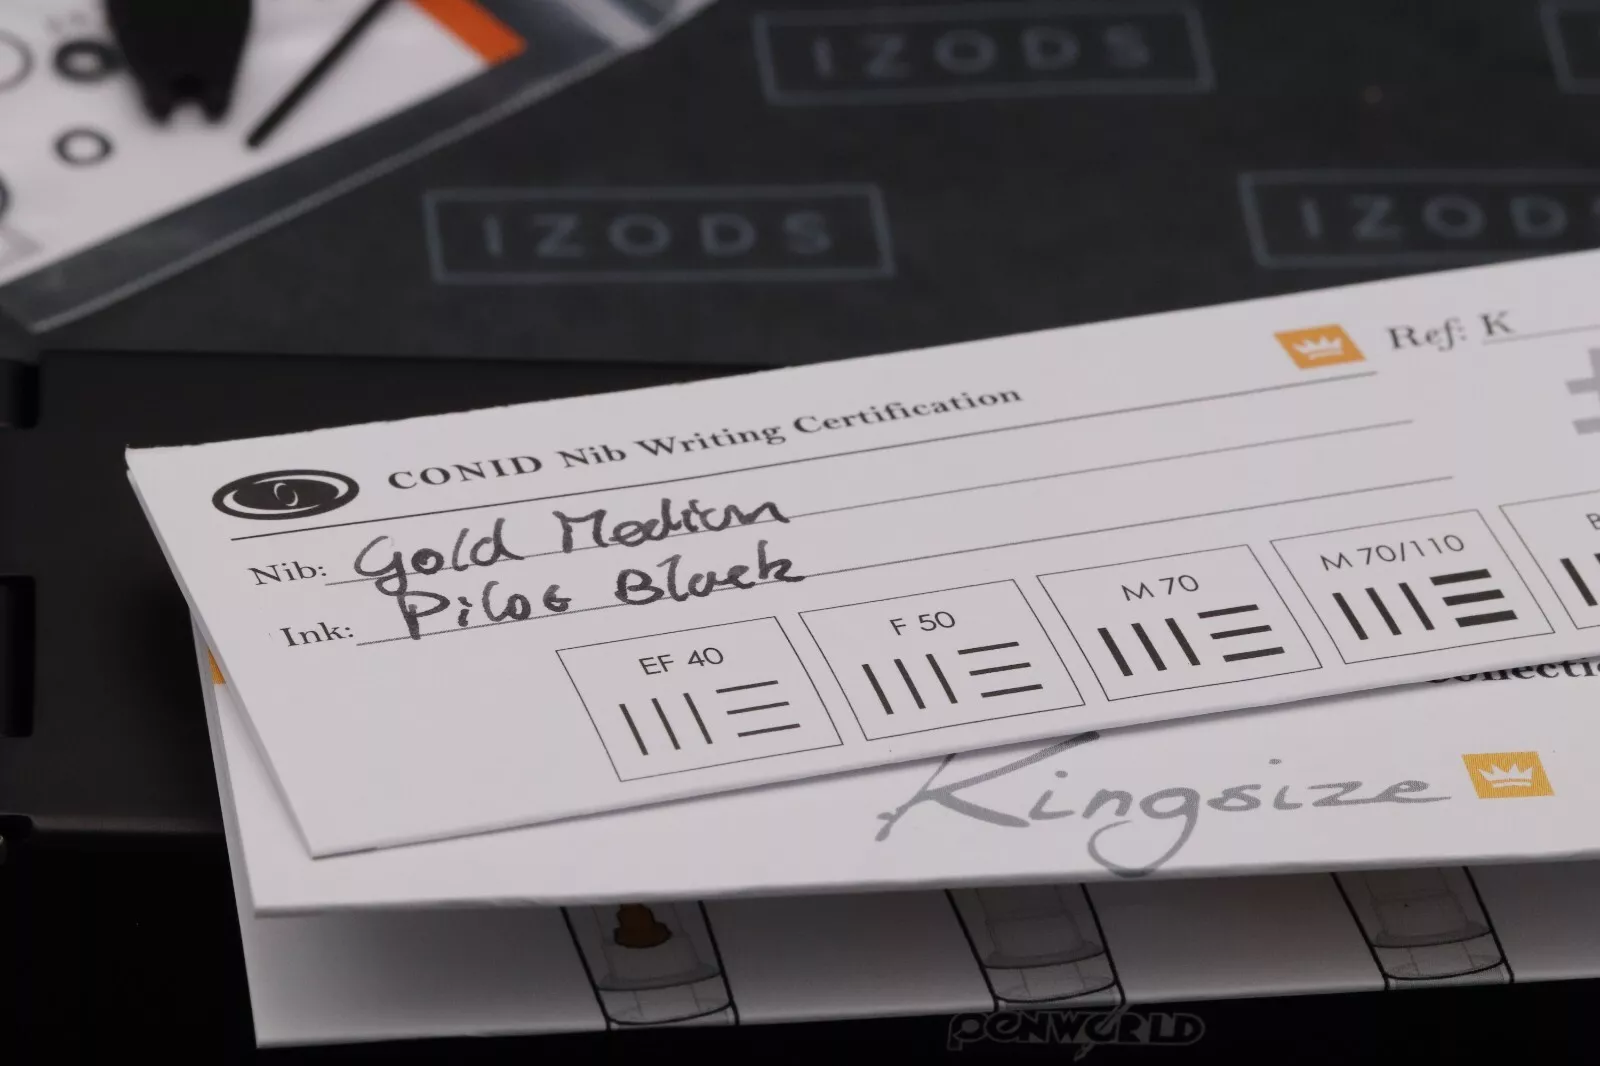 IZODS
IZODS
IZOD
Ref: K
CONID Nib Writing Certification
Nib: Gold Medium
Ink: Pilot Black
EF 40
F 50
M 70
M 70/110
B
Kingsize
PENWORLD